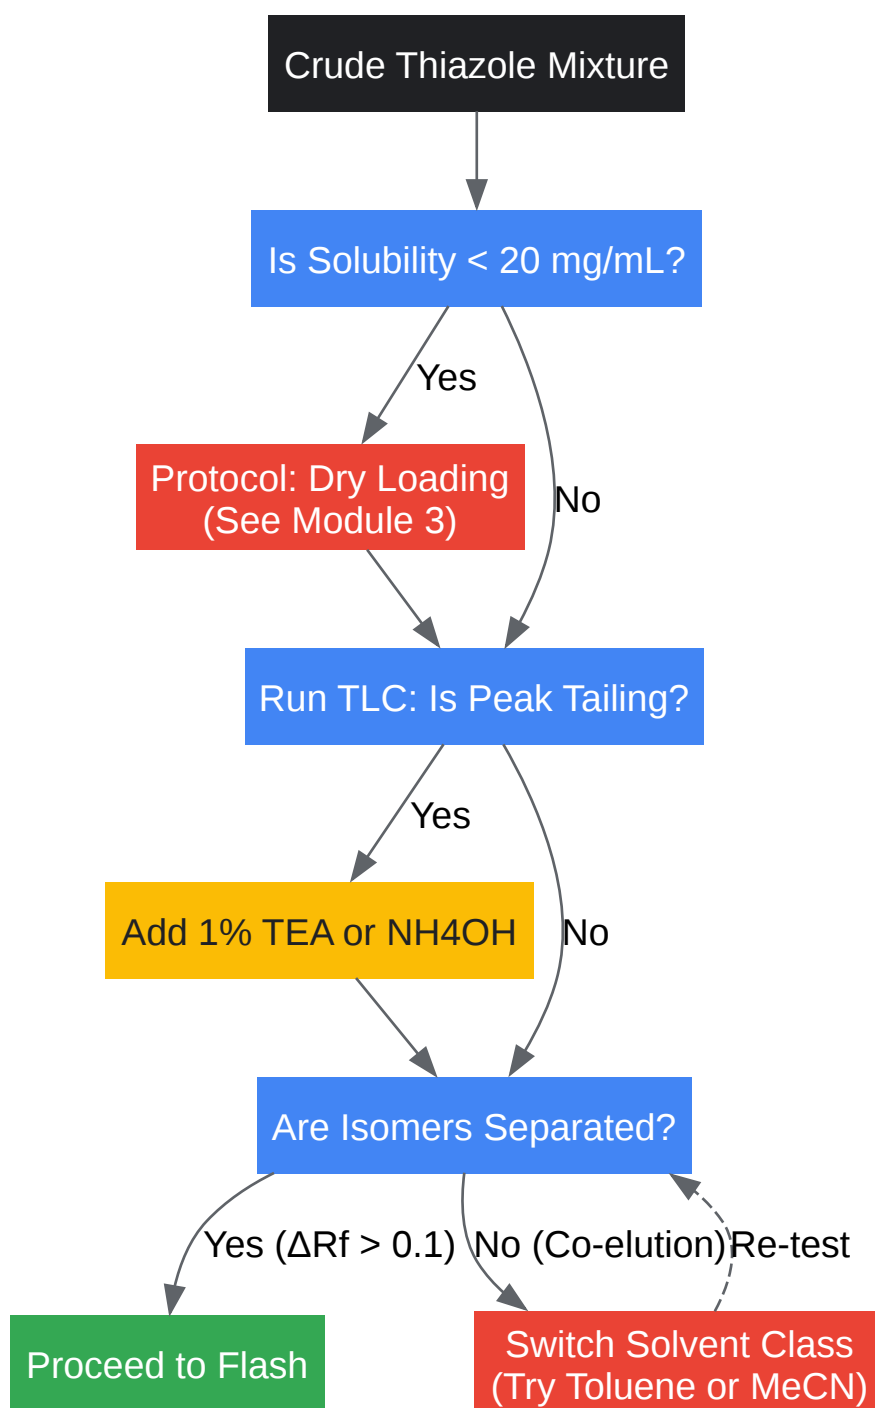 Crude Thiazole Mixture
Is Solubility < 20 mg/mL?
Yes
Protocol: Dry Loading
(See Module 3)
No
Run TLC: Is Peak Tailing?
Yes
Add 1% TEA or NH4OH
No
Are Isomers Separated?
Yes (ΔRf > 0.1)
No (Co-elution)
Re-test
Proceed to Flash
Switch Solvent Class
(Try Toluene or MeCN)